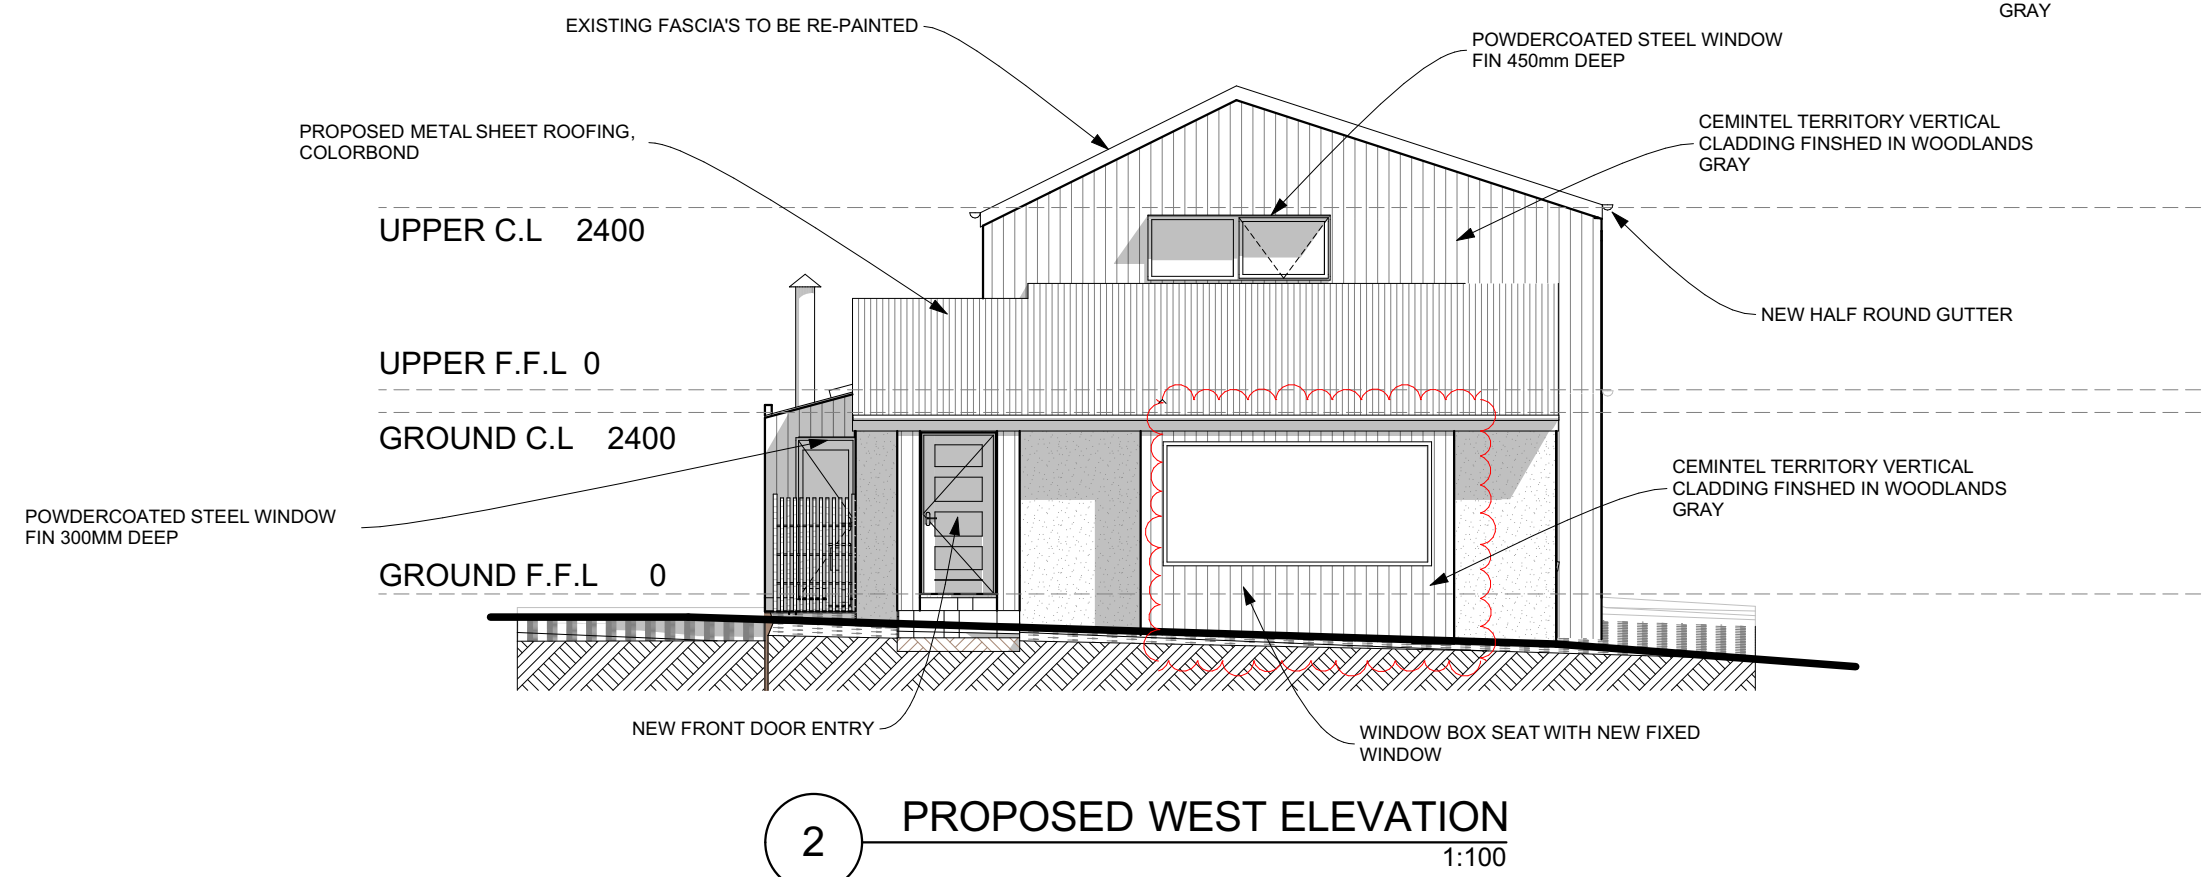 GRAY
EXISTING FASCIA'S TO BE RE-PAINTED
POWDERCOATED STEEL WINDOW
FIN 450mm DEEP
PROPOSED METAL SHEET ROOFING,
COLORBOND
CEMINTEL TERRITORY VERTICAL
CLADDING FINSHED IN WOODLANDS
GRAY
UPPER C.L 2400
NEW HALF ROUND GUTTER
UPPER F.F.L 0
GROUND C.L 2400
CEMINTEL TERRITORY VERTICAL
CLADDING FINSHED IN WOODLANDS
GRAY
POWDERCOATED STEEL WINDOW
FIN 300MM DEEP
GROUND F.F.L 0
NEW FRONT DOOR ENTRY
WINDOW BOX SEAT WITH NEW FIXED
WINDOW
2
PROPOSED WEST ELEVATION
1:100